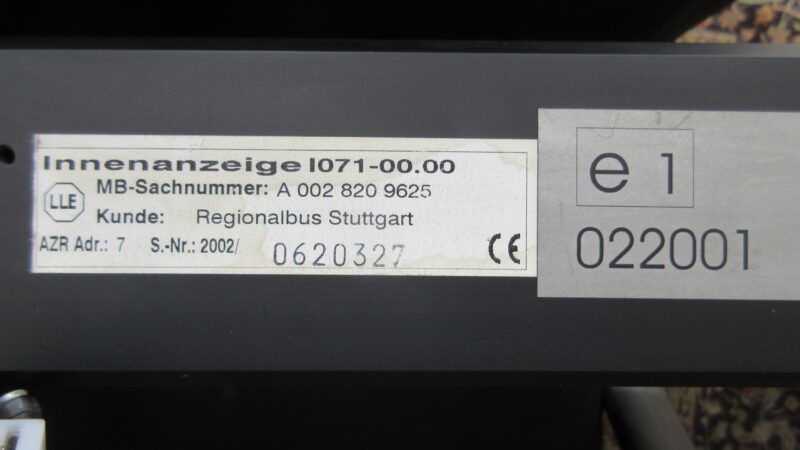 Innenanzeige I071-00.00
MB-Sachnummer: A 002 820 9625
LLE
Kunde: Regionalbus Stuttgart
AZR Adr.: 7 S.-Nr.: 2002/ 0620327 CE
e 1
022001